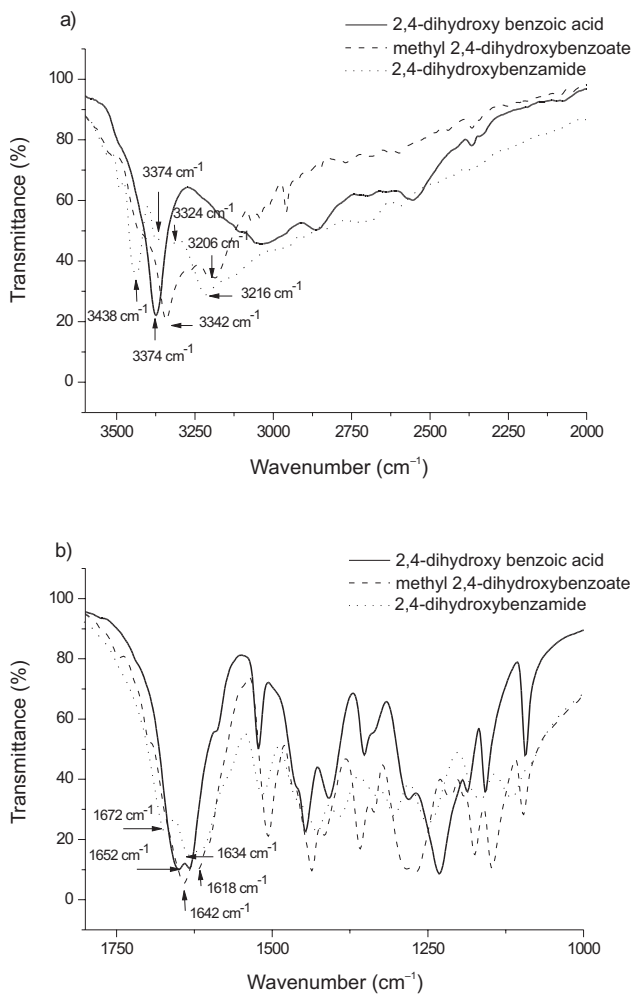 a)
2,4-dihydroxy benzoic acid
methyl 2,4-dihydroxybenzoate
2,4-dihydroxybenzamide
Transmittance (%)
100
80
60
40
20
0
3374 cm⁻¹
3324 cm⁻¹
3206 cm⁻¹
3216 cm⁻¹
3438 cm⁻¹
3342 cm⁻¹
3374 cm⁻¹
3500 3250 3000 2750 2500 2250 2000
Wavenumber (cm⁻¹)
b)
2,4-dihydroxy benzoic acid
methyl 2,4-dihydroxybenzoate
2,4-dihydroxybenzamide
Transmittance (%)
100
80
60
40
20
0
1672 cm⁻¹
1652 cm⁻¹
1634 cm⁻¹
1618 cm⁻¹
1642 cm⁻¹
1750 1500 1250 1000
Wavenumber (cm⁻¹)